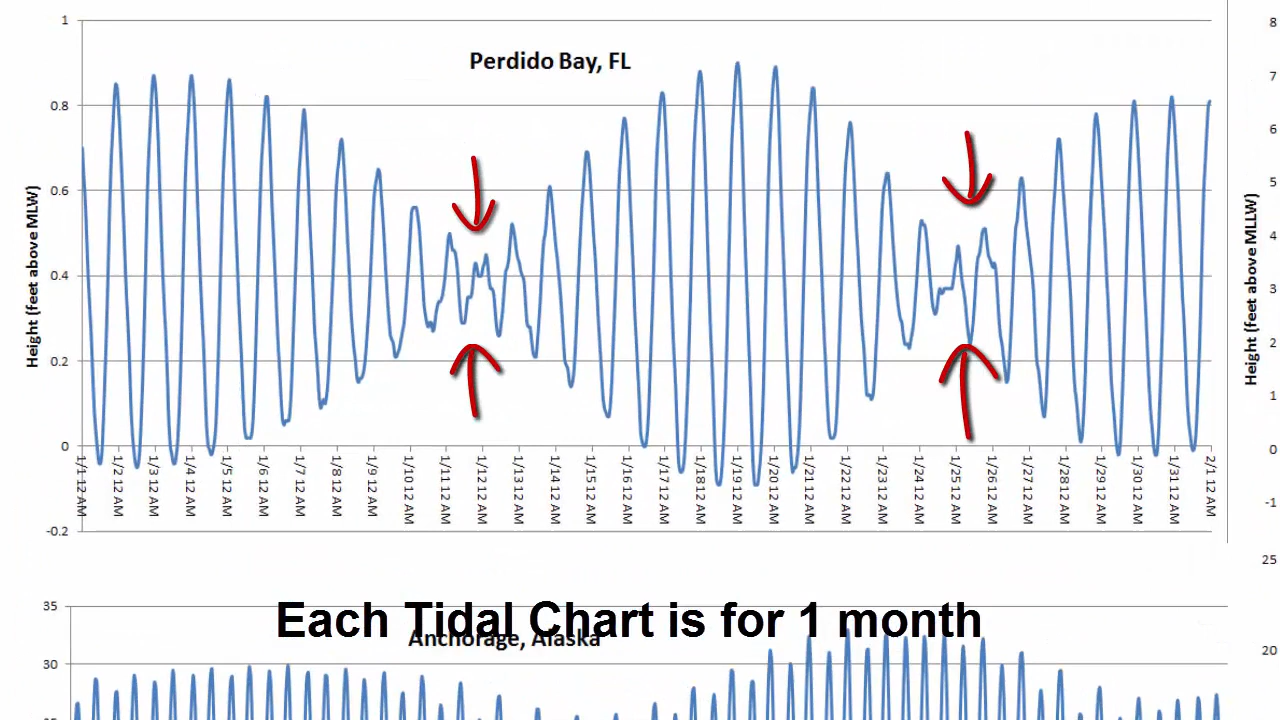 1
Perdido Bay, FL
0.8
0.6
0.4
0.2
0
-0.2
Height (feet above MLW)
1/1 12 AM
1/2 12 AM
1/3 12 AM
1/4 12 AM
1/5 12 AM
1/6 12 AM
1/7 12 AM
1/8 12 AM
1/9 12 AM
1/10 12 AM
1/11 12 AM
1/12 12 AM
1/13 12 AM
1/14 12 AM
1/15 12 AM
1/16 12 AM
1/17 12 AM
1/18 12 AM
1/19 12 AM
1/20 12 AM
1/21 12 AM
1/22 12 AM
1/23 12 AM
1/24 12 AM
1/25 12 AM
1/26 12 AM
1/27 12 AM
1/28 12 AM
1/29 12 AM
1/30 12 AM
1/31 12 AM
2/1 12 AM
8
7
6
5
4
3
2
1
0
-1
Height (feet above MLLW)
Each Tidal Chart is for 1 month
Anchorage, Alaska
35
30
25
20